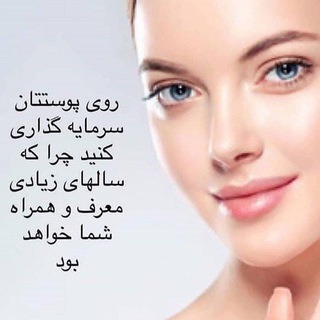 روی پوستتان
سرمایه گذاری
کنید چرا که
سالهای زیادی
معرف و همراه
شما خواهد
بود